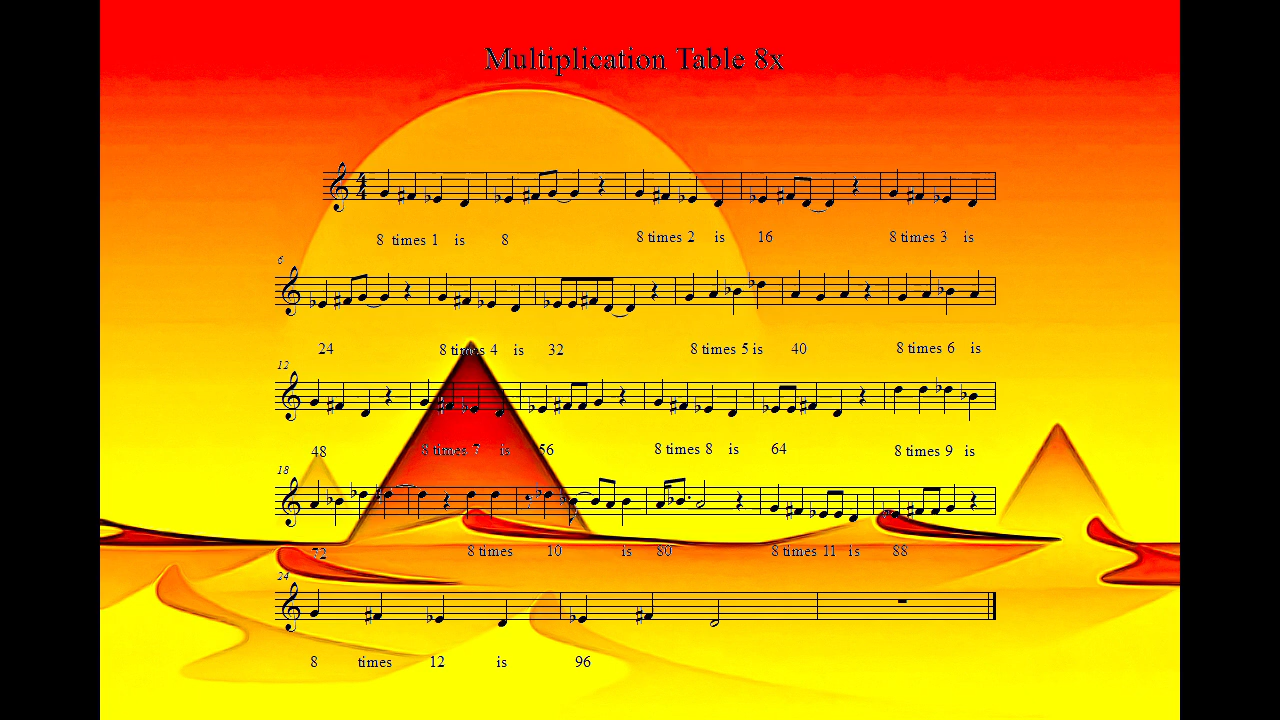 Multiplication Table 8x
4
4
8 times 1 is 8 8 times 2 is 16 8 times 3 is
6
24 8 times 4 is 32 8 times 5 is 40 8 times 6 is
12
48 8 times 7 is 56 8 times 8 is 64 8 times 9 is
18
72 8 times 10 is 80 8 times 11 is 88
24
8 times 12 is 96